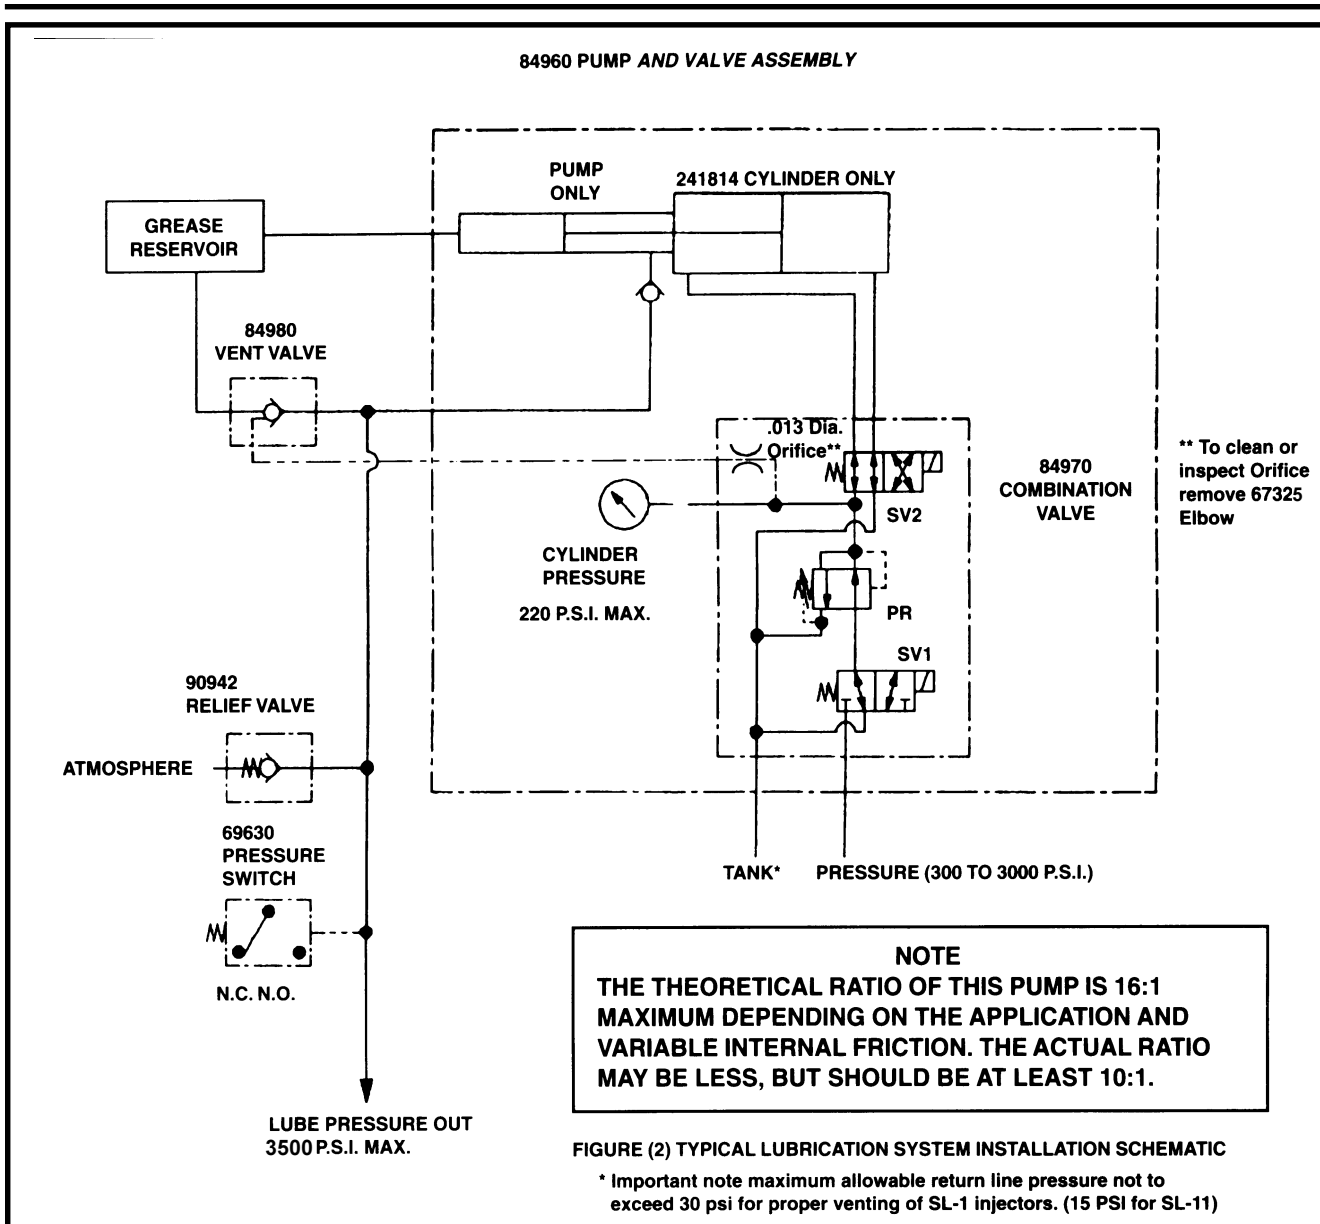 84960 PUMP AND VALVE ASSEMBLY
PUMP
ONLY
241814 CYLINDER ONLY
GREASE
RESERVOIR
84980
VENT VALVE
.013 Dia.
Orifice**
84970
COMBINATION
VALVE
** To clean or
inspect Orifice
remove 67325
Elbow
SV2
CYLINDER
PRESSURE
220 P.S.I. MAX.
PR
SV1
90942
RELIEF VALVE
ATMOSPHERE
69630
PRESSURE
SWITCH
N.C. N.O.
TANK*
PRESSURE (300 TO 3000 P.S.I.)
LUBE PRESSURE OUT
3500 P.S.I. MAX.
NOTE
THE THEORETICAL RATIO OF THIS PUMP IS 16:1
MAXIMUM DEPENDING ON THE APPLICATION AND
VARIABLE INTERNAL FRICTION. THE ACTUAL RATIO
MAY BE LESS, BUT SHOULD BE AT LEAST 10:1.
FIGURE (2) TYPICAL LUBRICATION SYSTEM INSTALLATION SCHEMATIC
* Important note maximum allowable return line pressure not to
exceed 30 psi for proper venting of SL-1 injectors. (15 PSI for SL-11)